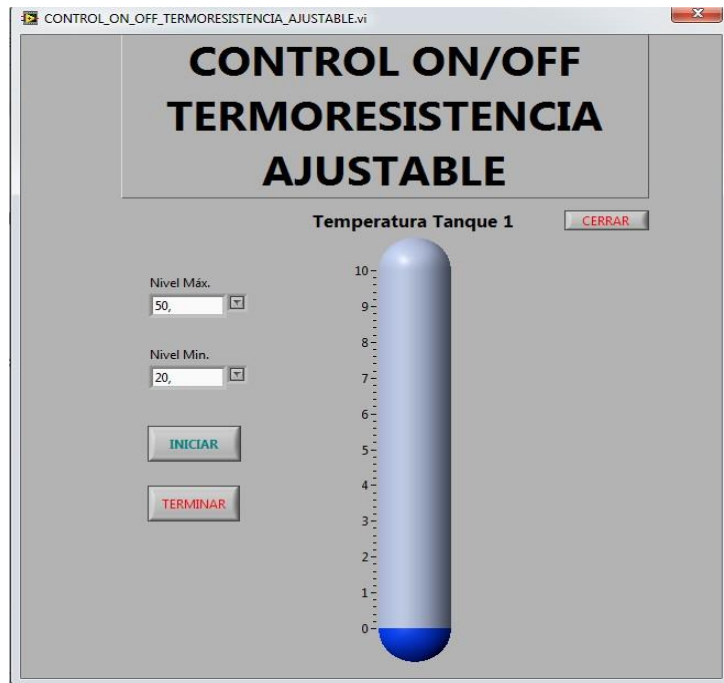 CONTROL_ON_OFF_TERMORESISTENCIA_AJUSTABLE.vi
CONTROL ON/OFF
TERMORESISTENCIA
AJUSTABLE
Temperatura Tanque 1
CERRAR
Nivel Máx.
50,
Nivel Min.
20,
INICIAR
TERMINAR
10
9
8
7
6
5
4
3
2
1
0